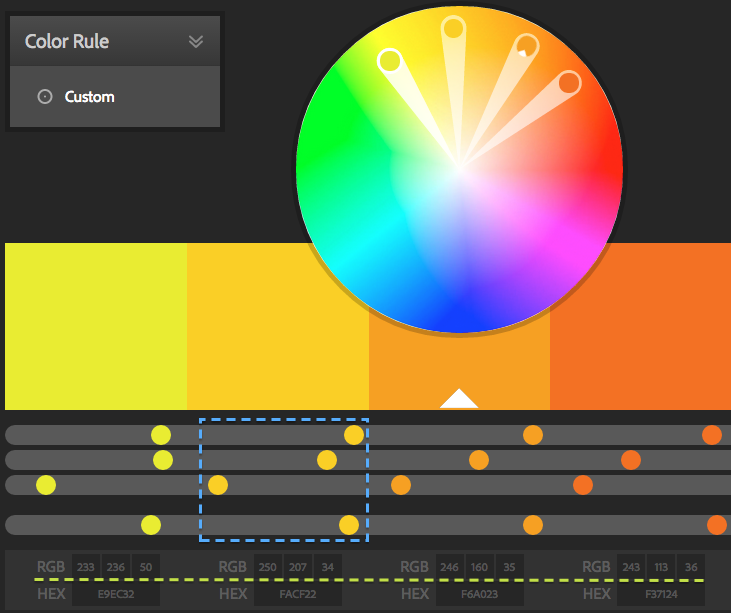 Color Rule
Custom
RGB 233 236 50 RGB 250 207 34 RGB 246 160 35 RGB 243 113 36
HEX E9EC32 HEX FACF22 HEX F6A023 HEX F37124